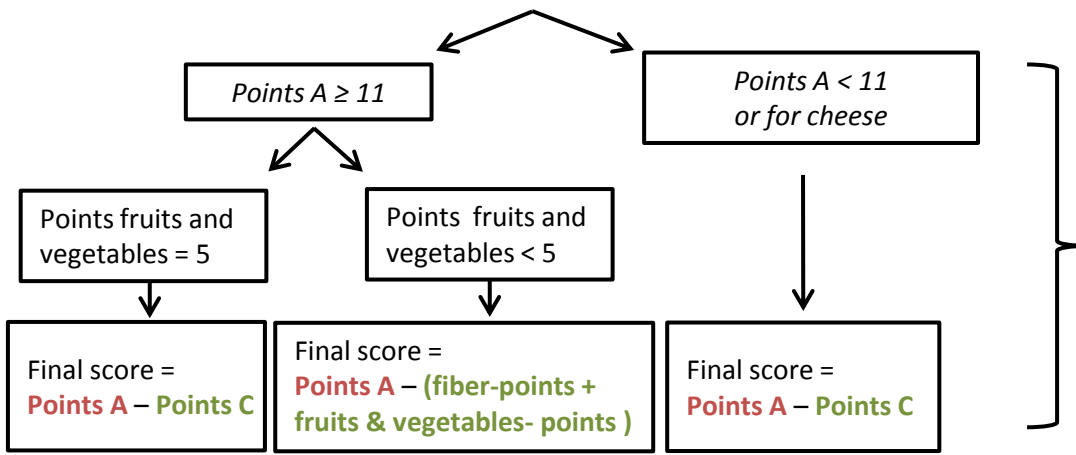 Points A ≥ 11
Points A < 11
or for cheese
Points fruits and
vegetables = 5
Points fruits and
vegetables < 5
Final score =
Points A – Points C
Final score =
Points A – (fiber-points +
fruits & vegetables- points )
Final score =
Points A – Points C